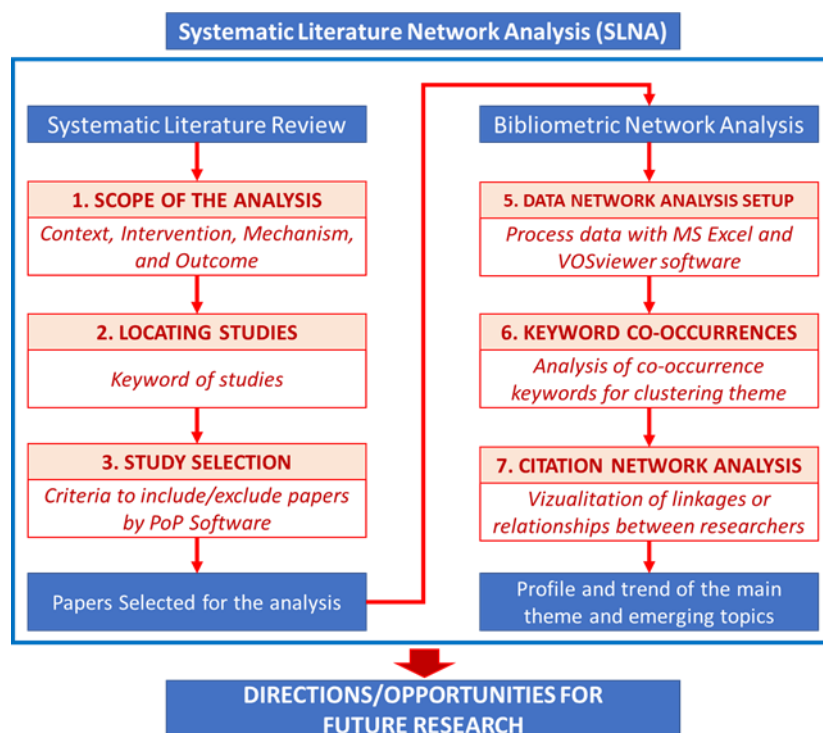 Systematic Literature Network Analysis (SLNA)
Systematic Literature Review
1. SCOPE OF THE ANALYSIS
Context, Intervention, Mechanism,
and Outcome
2. LOCATING STUDIES
Keyword of studies
3. STUDY SELECTION
Criteria to include/exclude papers
by PoP Software
Papers Selected for the analysis
Bibliometric Network Analysis
5. DATA NETWORK ANALYSIS SETUP
Process data with MS Excel and
VOSviewer software
6. KEYWORD CO-OCCURRENCES
Analysis of co-occurrence
keywords for clustering theme
7. CITATION NETWORK ANALYSIS
Vizualitation of linkages or
relationships between researchers
Profile and trend of the main
theme and emerging topics
DIRECTIONS/OPPORTUNITIES FOR
FUTURE RESEARCH